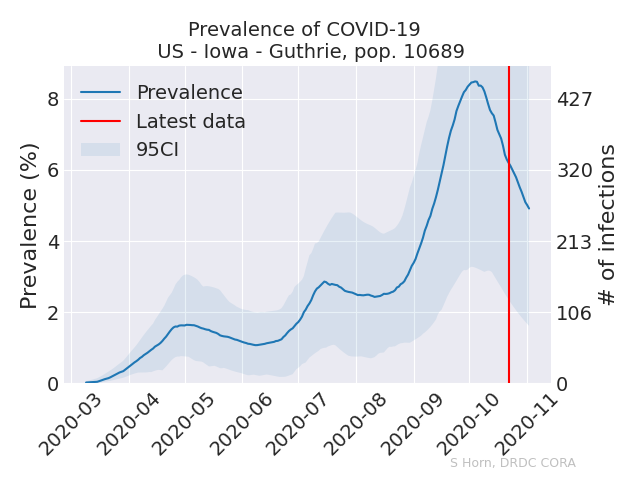 Prevalence of COVID-19
US - Iowa - Guthrie, pop. 10689
Prevalence
Latest data
95CI
Prevalence (%)
8
6
4
2
0
# of infections
427
320
213
106
0
2020-03
2020-04
2020-05
2020-06
2020-07
2020-08
2020-09
2020-10
2020-11
S Horn, DRDC CORA